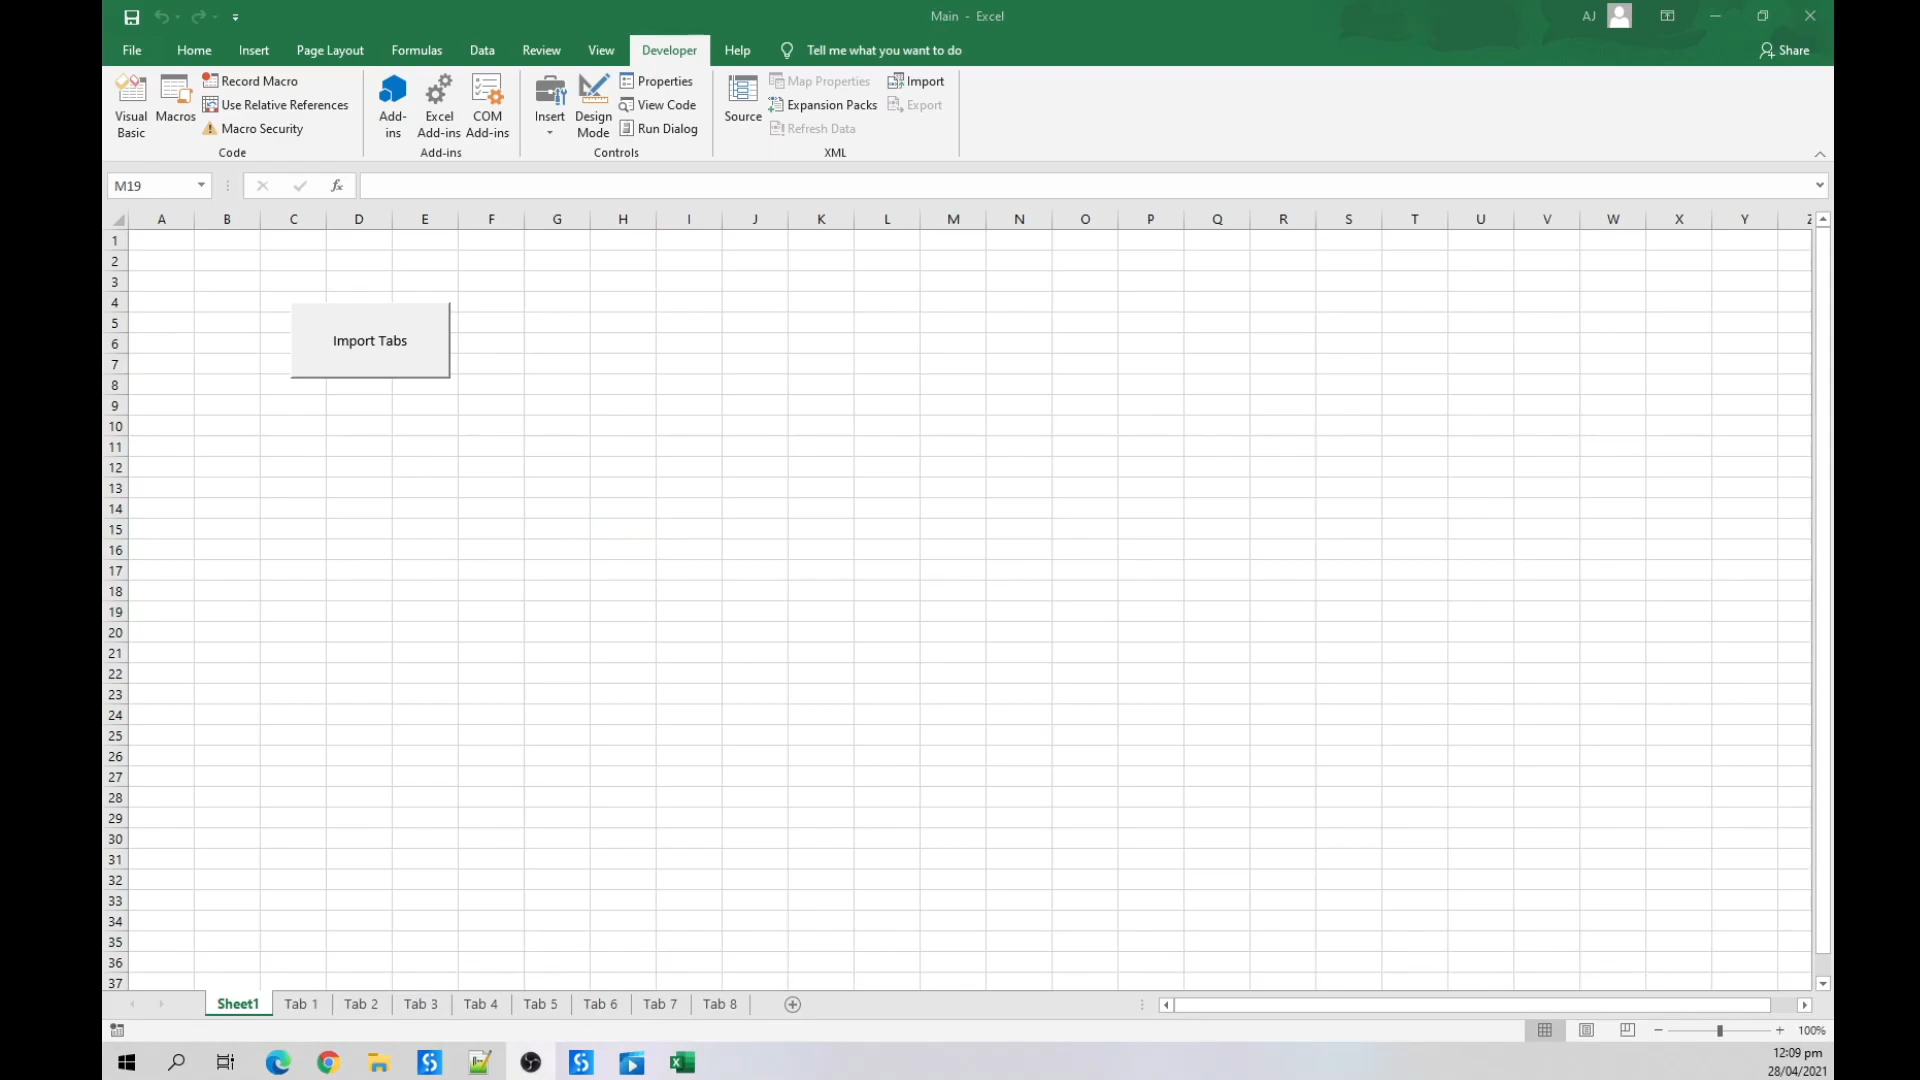 Main - Excel
AJ
File Home Insert Page Layout Formulas Data Review View Developer Help Tell me what you want to do Share
Visual Basic
Macros
Record Macro
Use Relative References
Macro Security
Code
Add-ins
Excel Add-ins
COM Add-ins
Add-ins
Insert
Design Mode
Properties
View Code
Run Dialog
Controls
Source
Map Properties
Expansion Packs
Refresh Data
Import
Export
XML
M19
fx
A B C D E F G H I J K L M N O P Q R S T U V W X Y Z
1
2
3
4
5
6
7
8
9
10
11
12
13
14
15
16
17
18
19
20
21
22
23
24
25
26
27
28
29
30
31
32
33
34
35
36
37
Import Tabs
Sheet1 Tab 1 Tab 2 Tab 3 Tab 4 Tab 5 Tab 6 Tab 7 Tab 8
100%
12:09 pm
28/04/2021